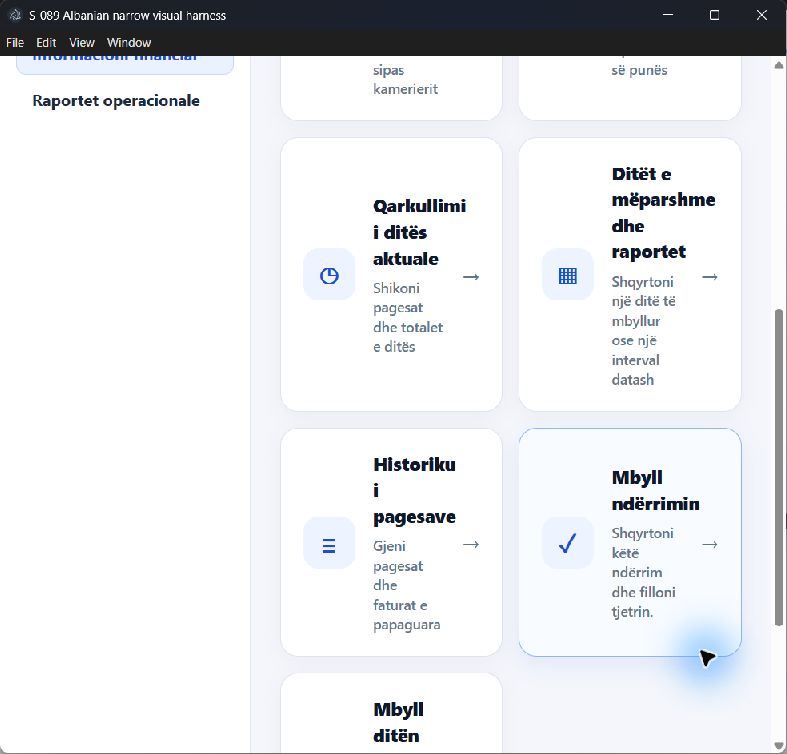 S-089 Albanian narrow visual harness
File Edit View Window
Informacioni financiar
Raportet operacionale
sipas
kamerierit
së punës
Qarkullimi
i ditës
aktuale
Shikoni
pagesat
dhe totalet
e ditës
→
Ditët e
mëparshme
dhe
raportet
Shqyrtoni
një ditë të
mbyllur
ose një
interval
datash
→
Historiku
i
pagesave
Gjeni
pagesat
dhe
faturat e
papaguara
→
Mbyll
ndërrimin
Shqyrtoni
këtë
ndërrim
dhe filloni
tjetrin.
→
Mbyll
ditën